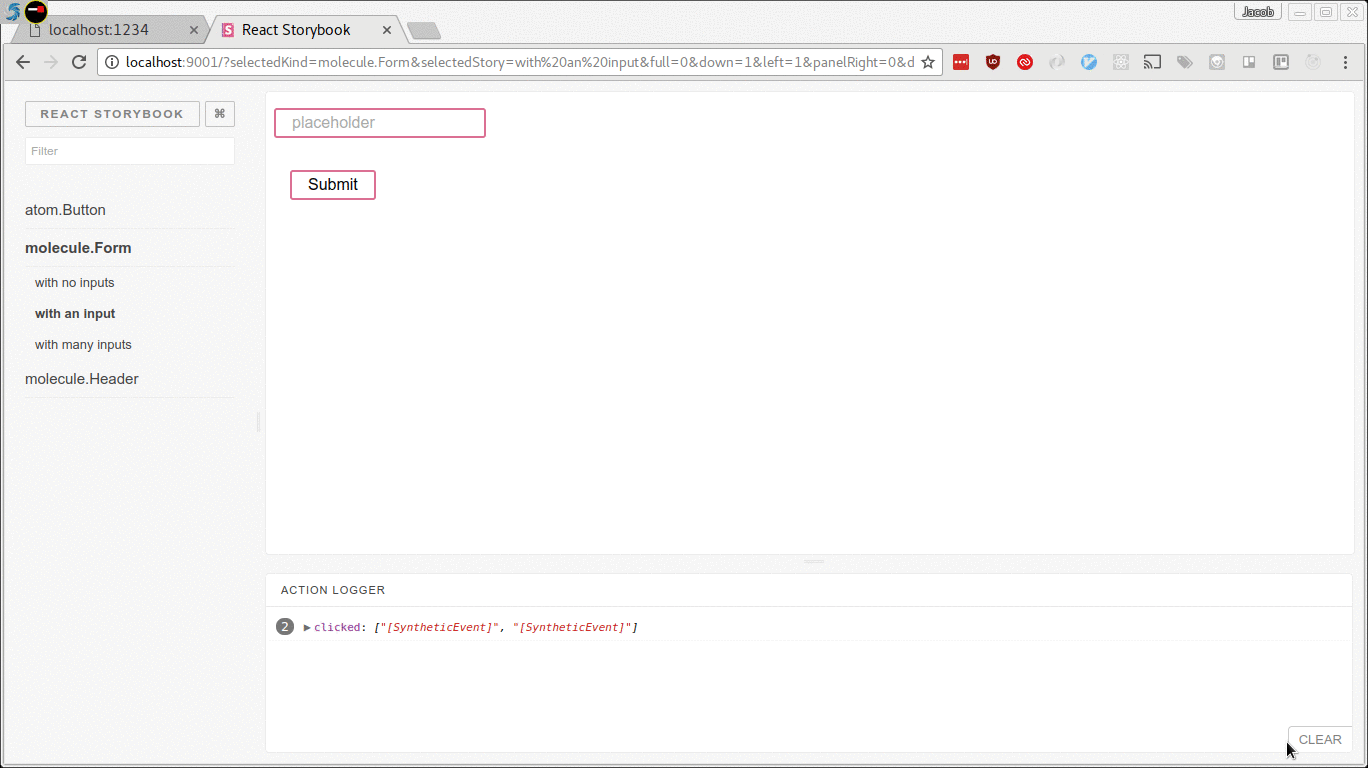 Jacob
localhost:1234
React Storybook
localhost:9001/?selectedKind=molecule.Form&selectedStory=with%20an%20input&full=0&down=1&left=1&panelRight=0&d
REACT STORYBOOK
⌘
Filter
atom.Button
molecule.Form
with no inputs
with an input
with many inputs
molecule.Header
placeholder
Submit
ACTION LOGGER
2 ▶ clicked: ["[SyntheticEvent]", "[SyntheticEvent]"]
CLEAR